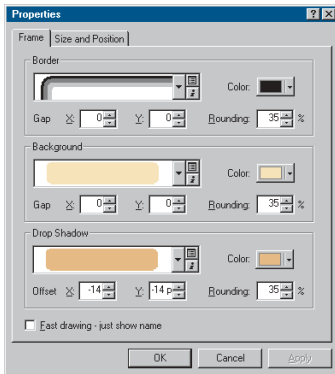 Properties
Frame Size and Position
Border
Color:
Gap X: 0 Y: 0 Rounding: 35 %
Background
Color:
Gap X: 0 Y: 0 Rounding: 35 %
Drop Shadow
Color:
Offset X: -14 Y: -14 p Rounding: 35 %
Fast drawing - just show name
OK Cancel Apply